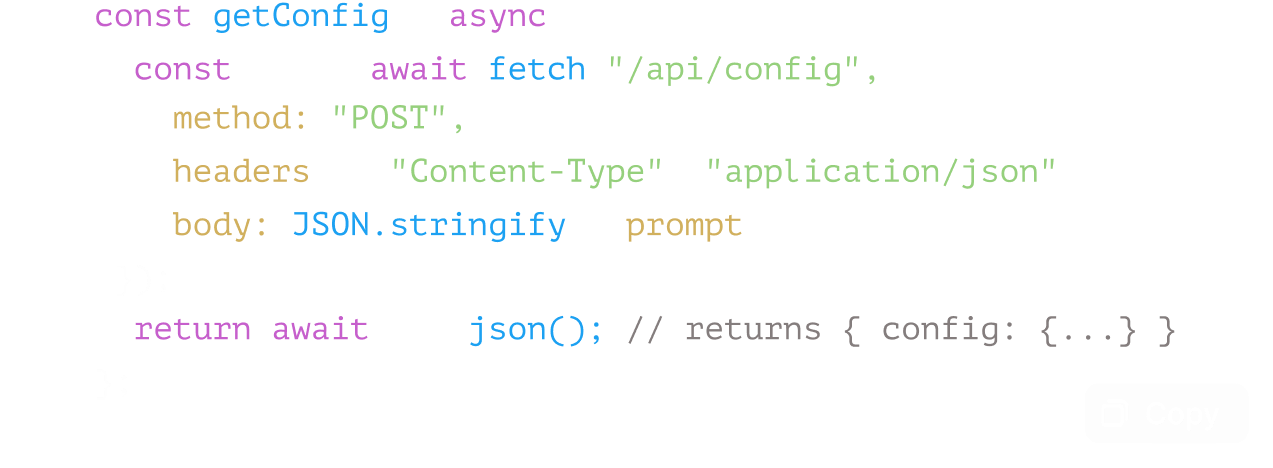 const getConfig async
const await fetch "/api/config",
method: "POST",
headers "Content-Type" "application/json"
body: JSON.stringify prompt
return await json(); // returns { config: {...} }
Copy